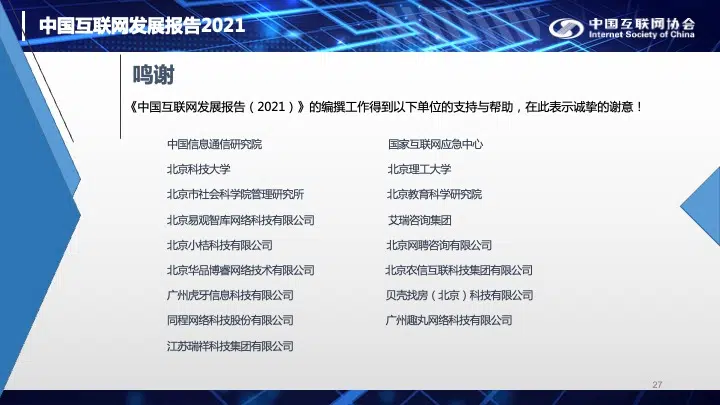 中国互联网发展报告2021
中国互联网协会
Internet Society of China
鸣谢
《中国互联网发展报告（2021）》的编撰工作得到以下单位的支持与帮助，在此表示诚挚的谢意！
中国信息通信研究院 国家互联网应急中心
北京科技大学 北京理工大学
北京市社会科学院管理研究所 北京教育科学研究院
北京易观智库网络科技有限公司 艾瑞咨询集团
北京小桔科技有限公司 北京网聘咨询有限公司
北京华品博睿网络技术有限公司 北京农信互联科技集团有限公司
广州虎牙信息科技有限公司 贝壳找房（北京）科技有限公司
同程网络科技股份有限公司 广州趣丸网络科技有限公司
江苏瑞祥科技集团有限公司
27